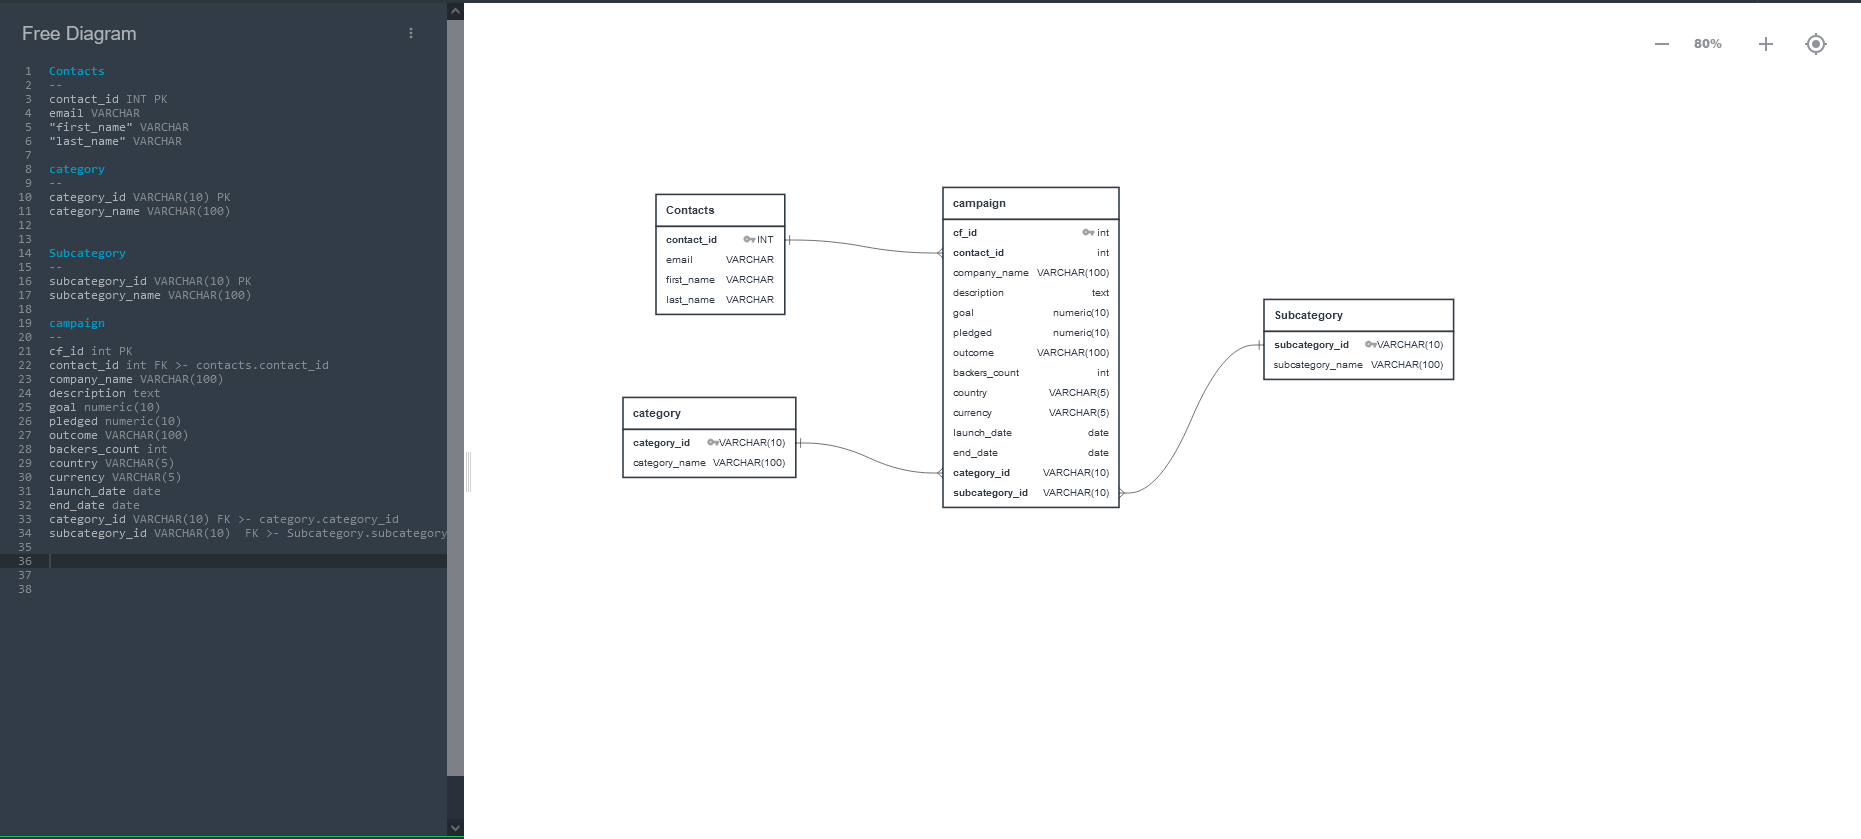 Free Diagram
1 Contacts
2 --
3 contact_id INT PK
4 email VARCHAR
5 "first_name" VARCHAR
6 "last_name" VARCHAR
7
8 category
9 --
10 category_id VARCHAR(10) PK
11 category_name VARCHAR(100)
12
13
14 Subcategory
15 --
16 subcategory_id VARCHAR(10) PK
17 subcategory_name VARCHAR(100)
18
19 campaign
20 --
21 cf_id int PK
22 contact_id int FK >- contacts.contact_id
23 company_name VARCHAR(100)
24 description text
25 goal numeric(10)
26 pledged numeric(10)
27 outcome VARCHAR(100)
28 backers_count int
29 country VARCHAR(5)
30 currency VARCHAR(5)
31 launch_date date
32 end_date date
33 category_id VARCHAR(10) FK >- category.category_id
34 subcategory_id VARCHAR(10)  FK >- Subcategory.subcategory
35
36
37
38
80%
Contacts
contact_id INT
email VARCHAR
first_name VARCHAR
last_name VARCHAR
category
category_id VARCHAR(10)
category_name VARCHAR(100)
campaign
cf_id int
contact_id int
company_name VARCHAR(100)
description text
goal numeric(10)
pledged numeric(10)
outcome VARCHAR(100)
backers_count int
country VARCHAR(5)
currency VARCHAR(5)
launch_date date
end_date date
category_id VARCHAR(10)
subcategory_id VARCHAR(10)
Subcategory
subcategory_id VARCHAR(10)
subcategory_name VARCHAR(100)